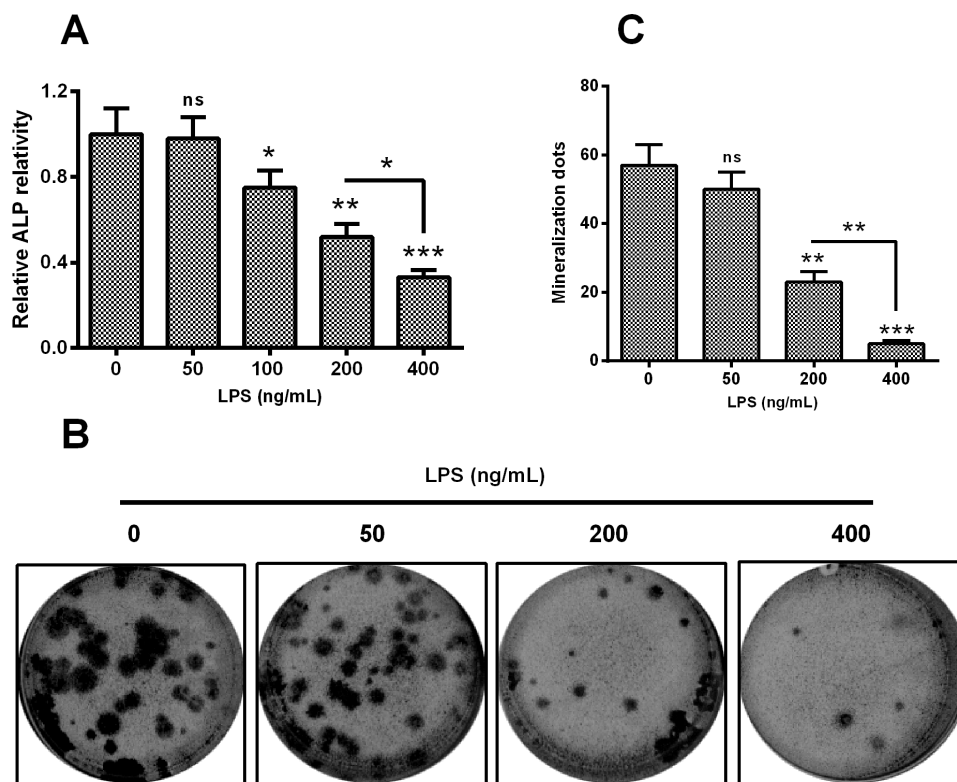 A
Relative ALP relativity
1.2
0.8
0.4
0.0
ns
*
**
*
***
0
50
100
200
400
LPS (ng/mL)
C
Mineralization dots
80
60
40
20
0
ns
**
**
***
0
50
200
400
LPS (ng/mL)
B
LPS (ng/mL)
0
50
200
400